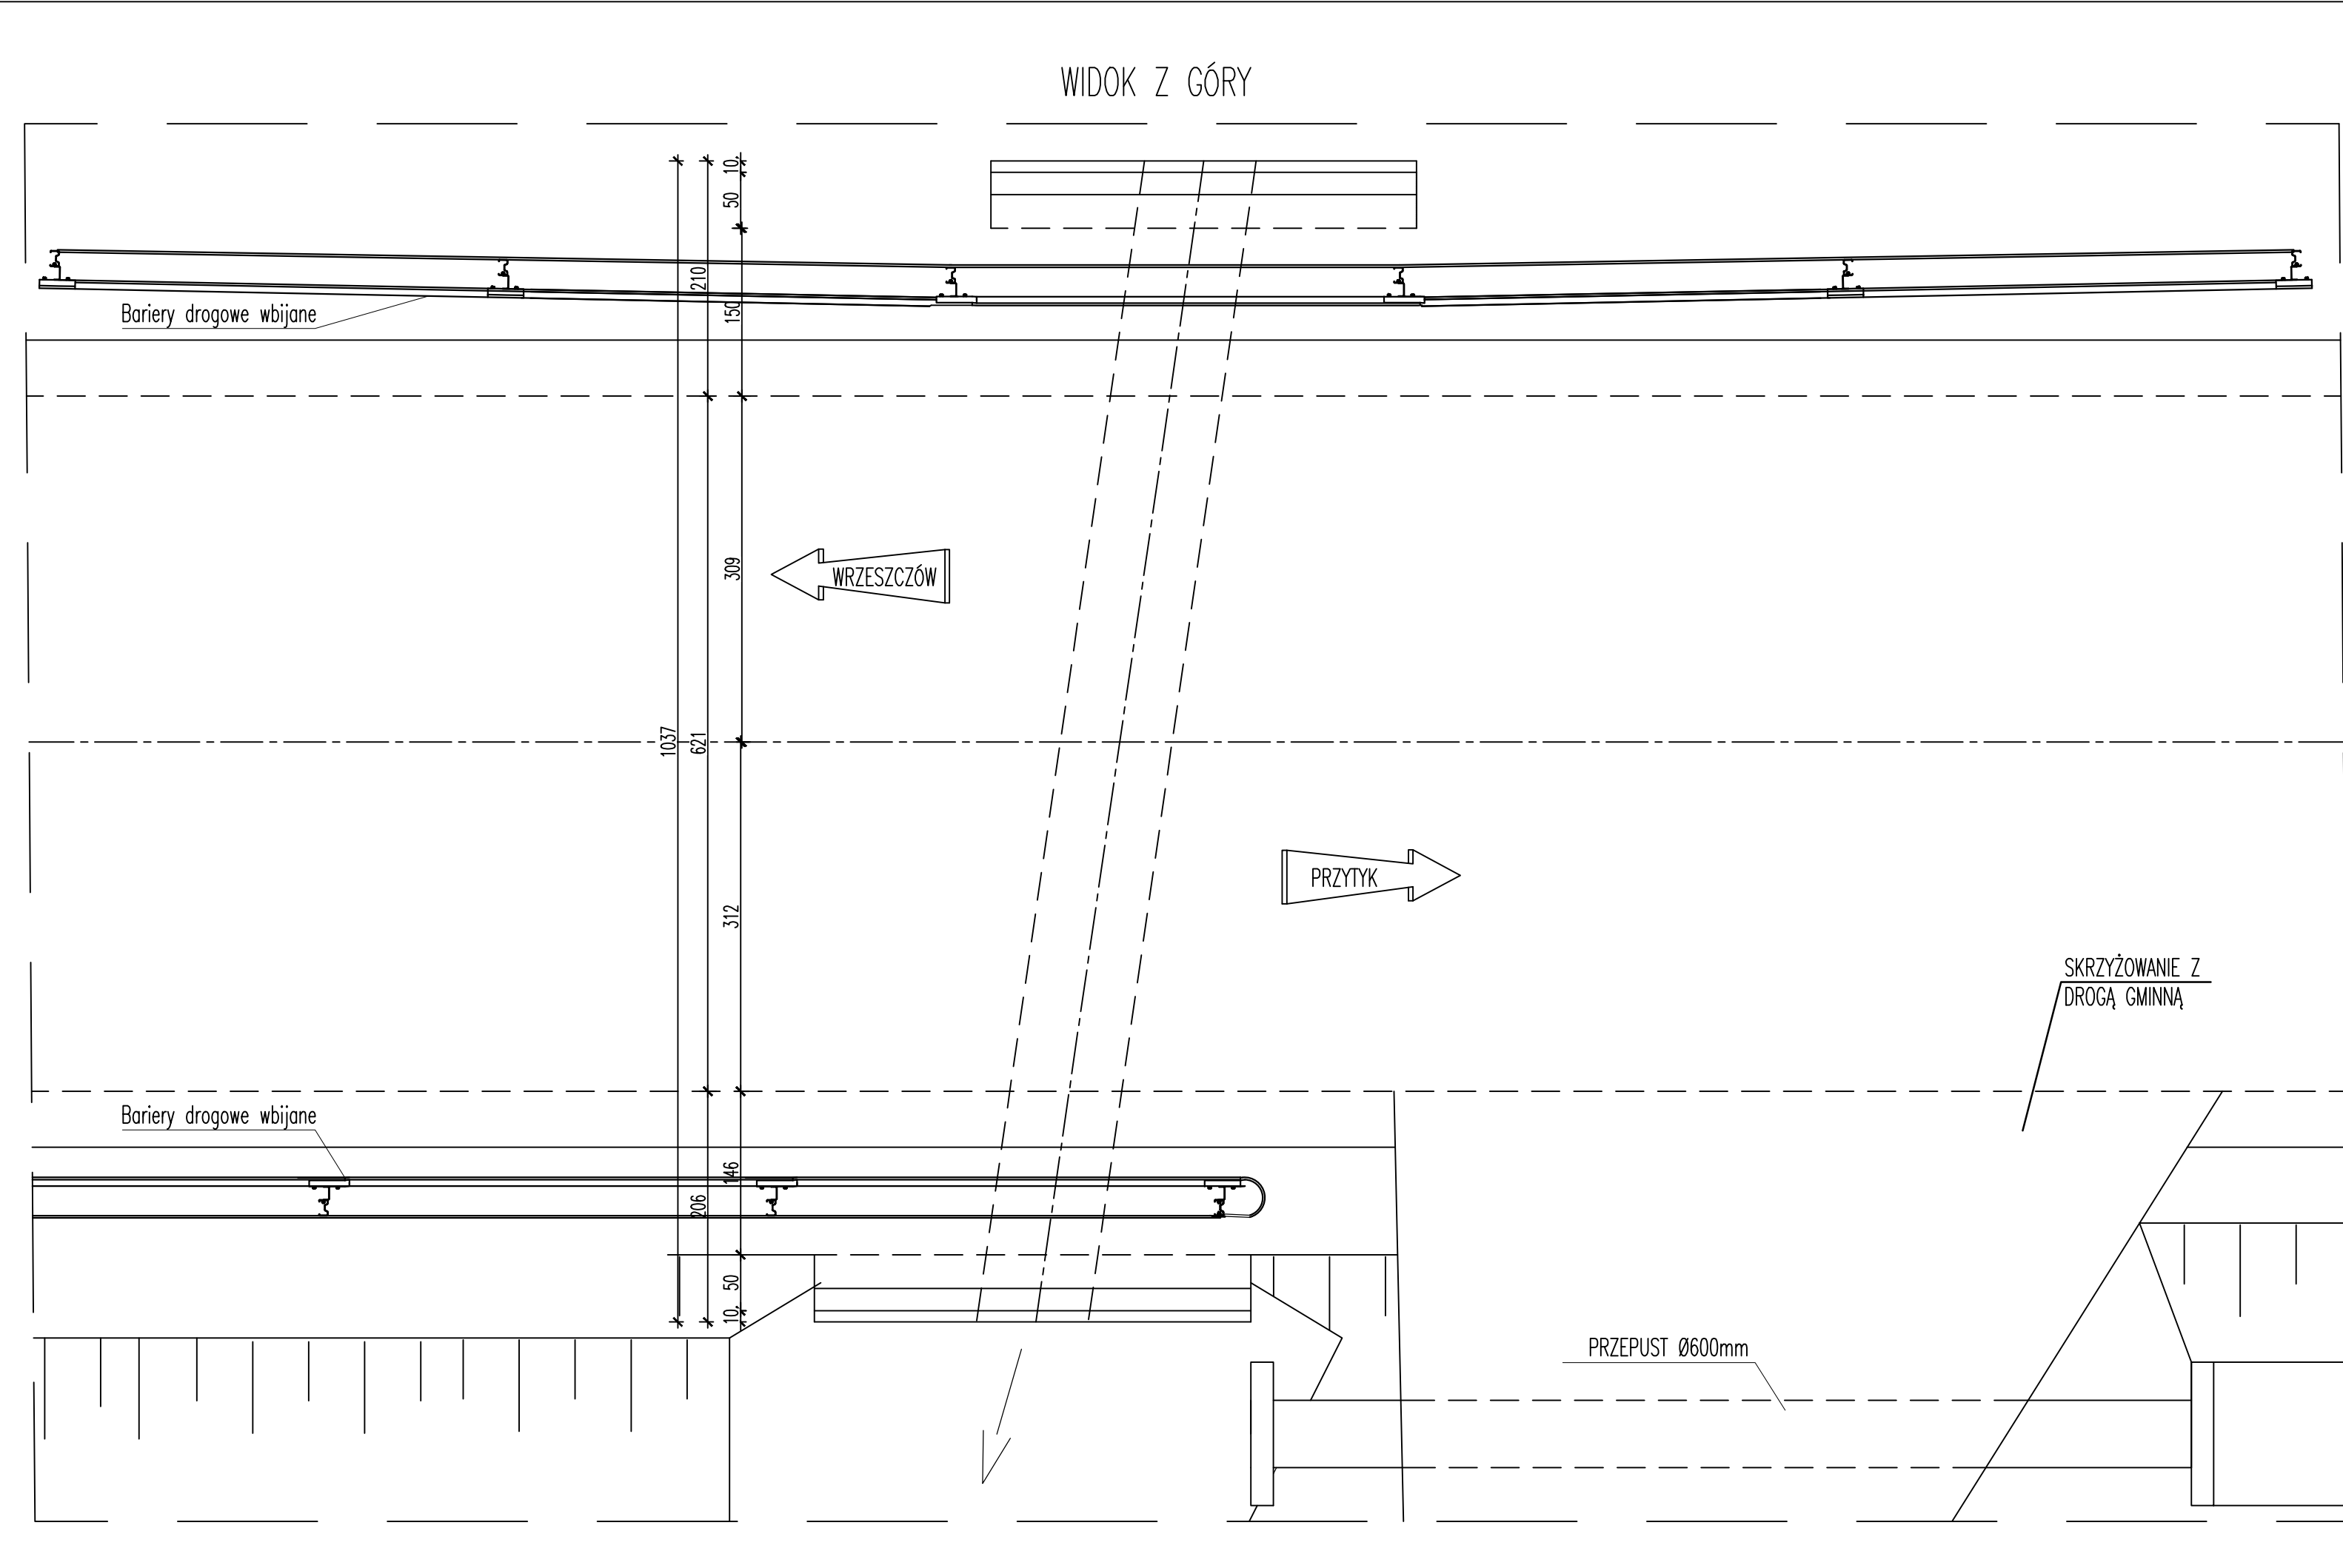 WIDOK Z GÓRY
10
50
210
150
Bariery drogowe wbijane
309
WRZESZCZÓW
1037
621
PRZYTYK
312
SKRZYŻOWANIE Z
DROGĄ GMINNĄ
Bariery drogowe wbijane
146
206
50
10
PRZEPUST Ø600mm